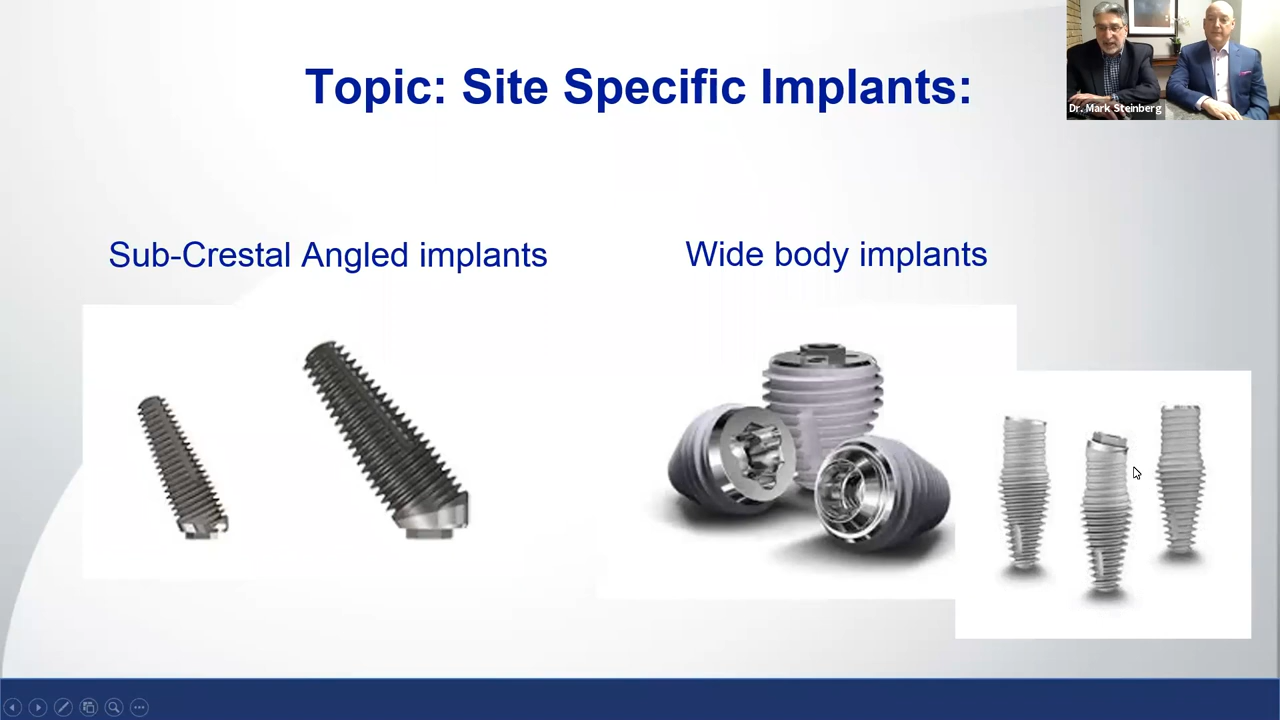 Topic: Site Specific Implants:
Dr. Mark Steinberg
Sub-Crestal Angled implants
Wide body implants